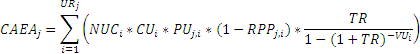 CAEA_j = \sum_{i=1}^{UR_j} \left( NUC_i * CU_i * PU_{j,i} * (1 - RPP_{j,i}) * \frac{TR}{1 - (1 + TR)^{-VU_i}} \right)